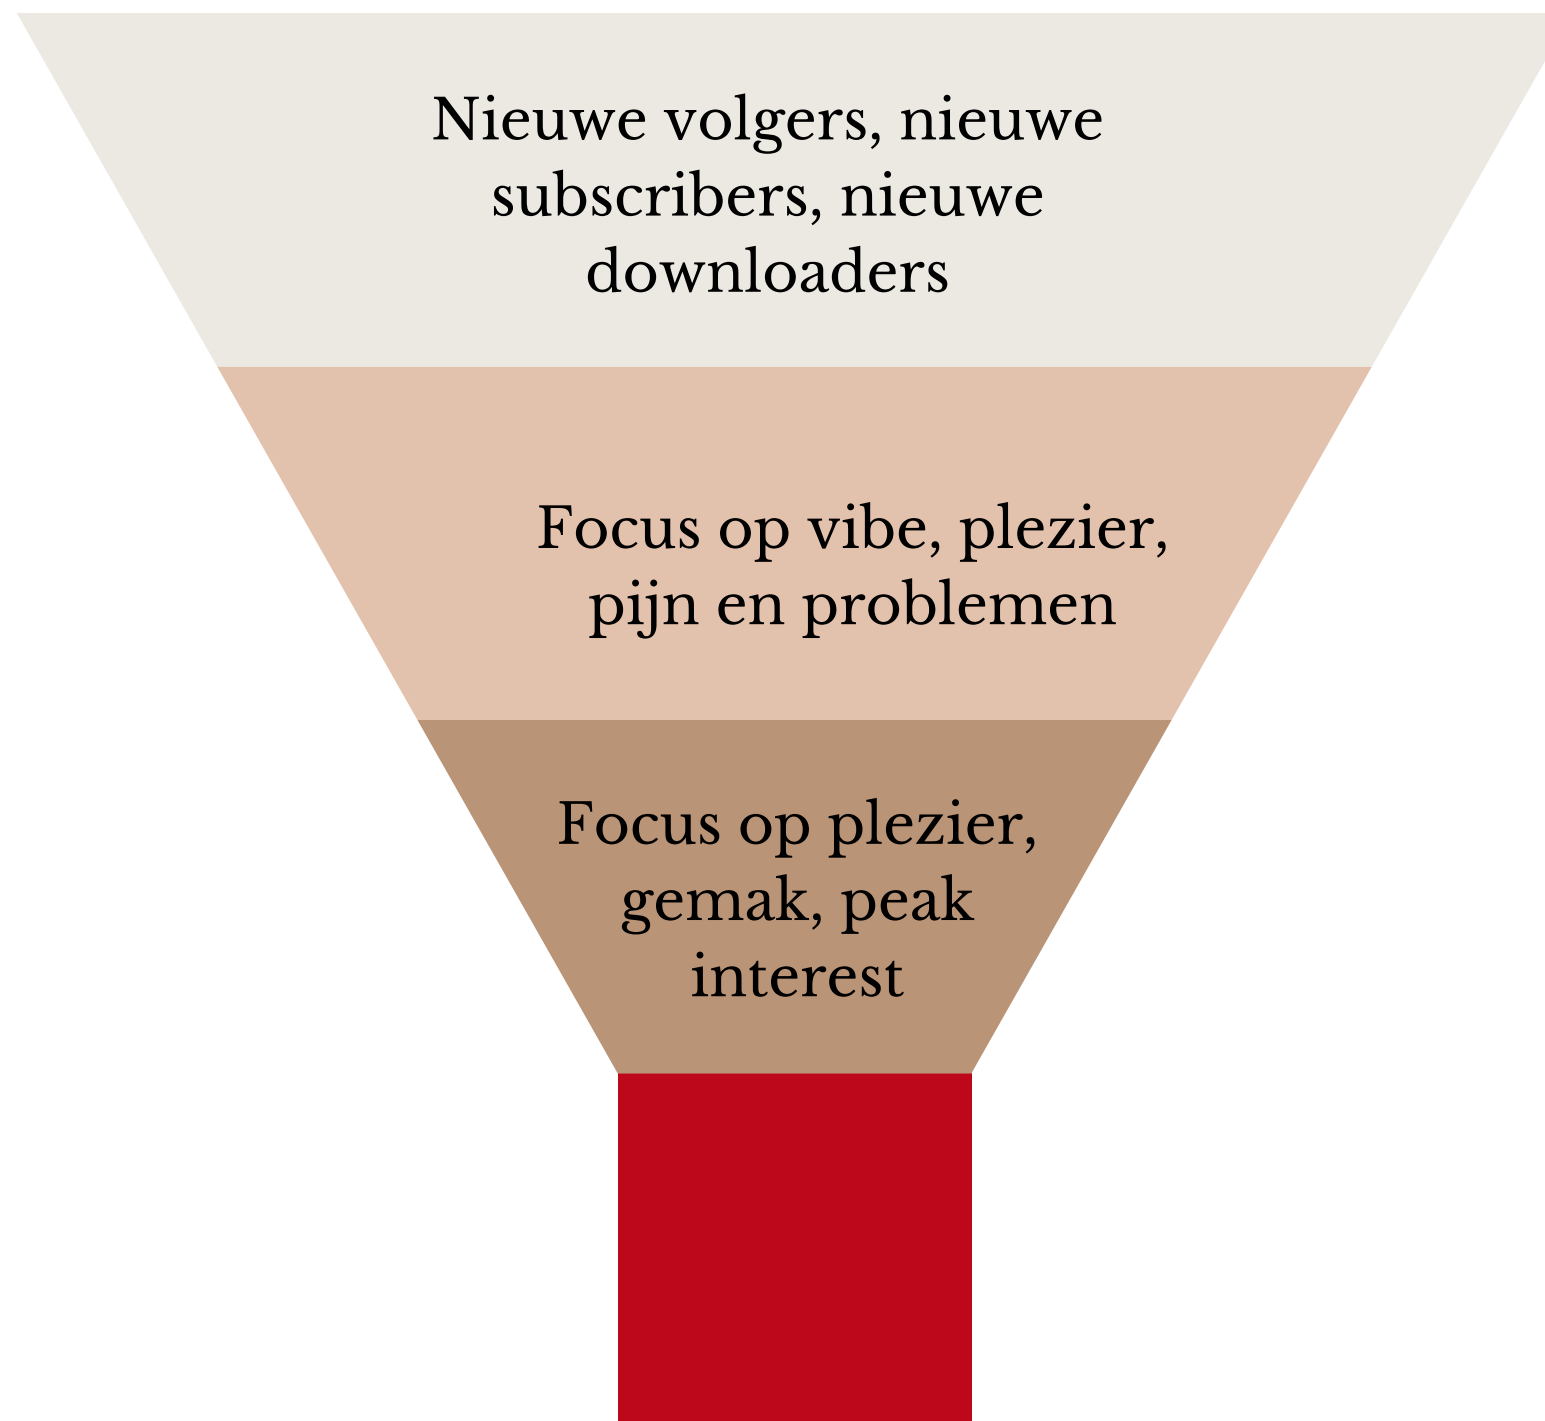 Nieuwe volgers, nieuwe
subscribers, nieuwe
downloaders
Focus op vibe, plezier,
pijn en problemen
Focus op plezier,
gemak, peak
interest